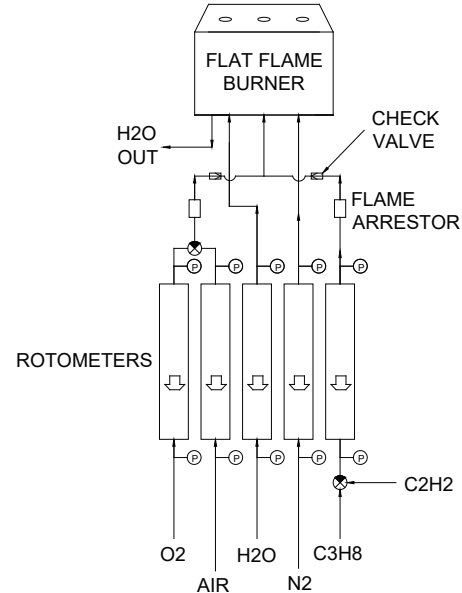 FLAT FLAME
BURNER
H2O
OUT
CHECK
VALVE
FLAME
ARRESTOR
P P P P P
ROTOMETERS
P P P P P
C2H2
O2
H2O
C3H8
AIR
N2